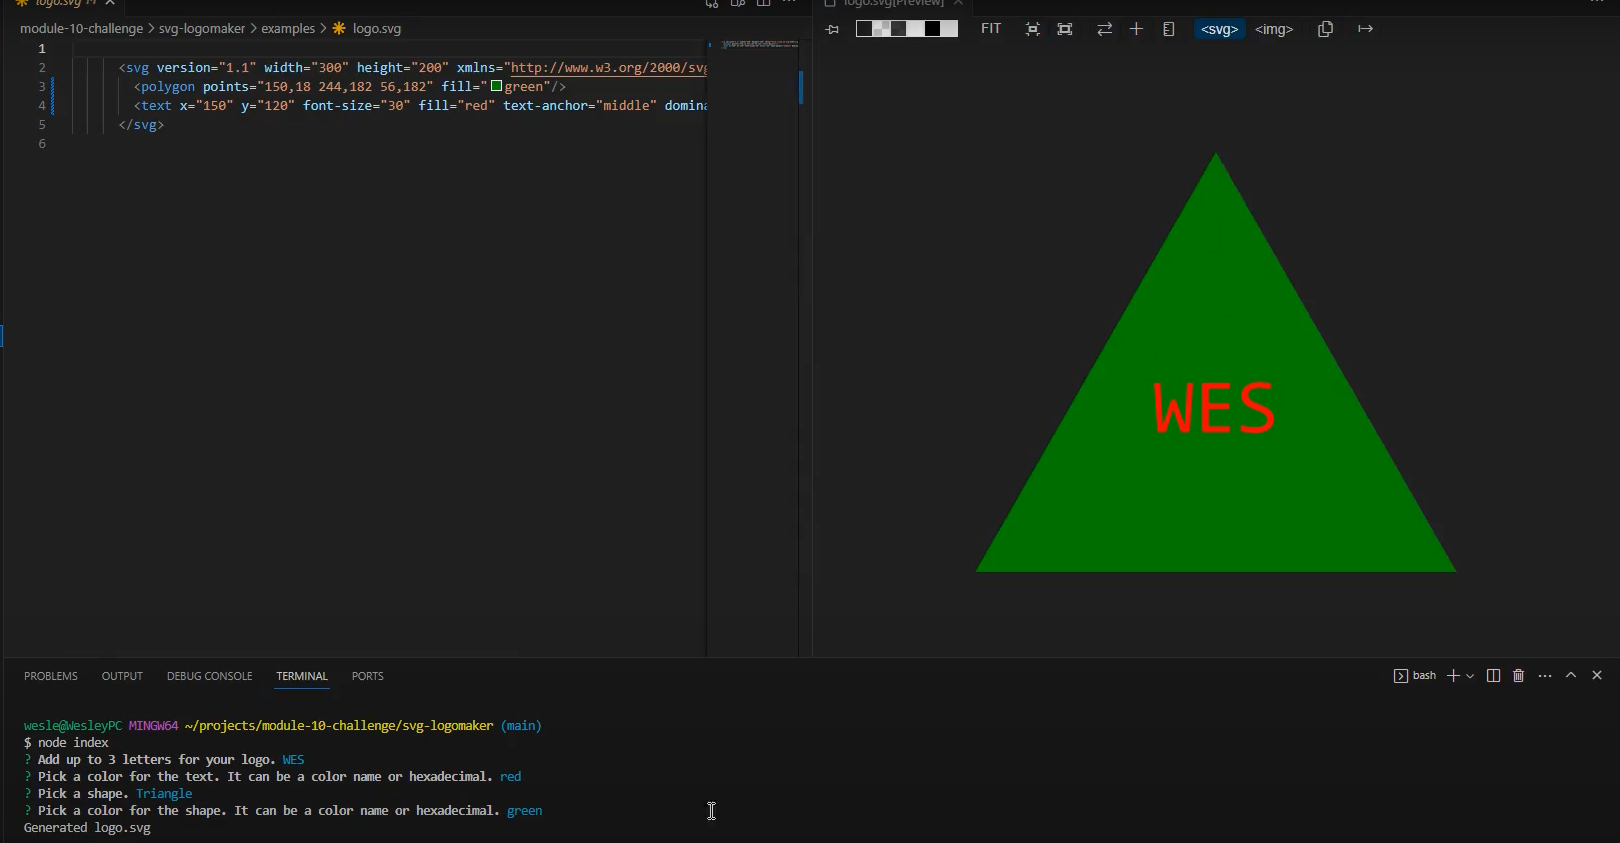 logo.svg M
logo.svg[Preview]
module-10-challenge > svg-logomaker > examples > logo.svg
FIT
<svg>
<img>
1
2 <svg version="1.1" width="300" height="200" xmlns="http://www.w3.org/2000/svg
3 <polygon points="150,18 244,182 56,182" fill="green"/>
4 <text x="150" y="120" font-size="30" fill="red" text-anchor="middle" domina
5 </svg>
6
WES
PROBLEMS OUTPUT DEBUG CONSOLE TERMINAL PORTS
bash
wesle@WesleyPC MINGW64 ~/projects/module-10-challenge/svg-logomaker (main)
$ node index
? Add up to 3 letters for your logo. WES
? Pick a color for the text. It can be a color name or hexadecimal. red
? Pick a shape. Triangle
? Pick a color for the shape. It can be a color name or hexadecimal. green
Generated logo.svg